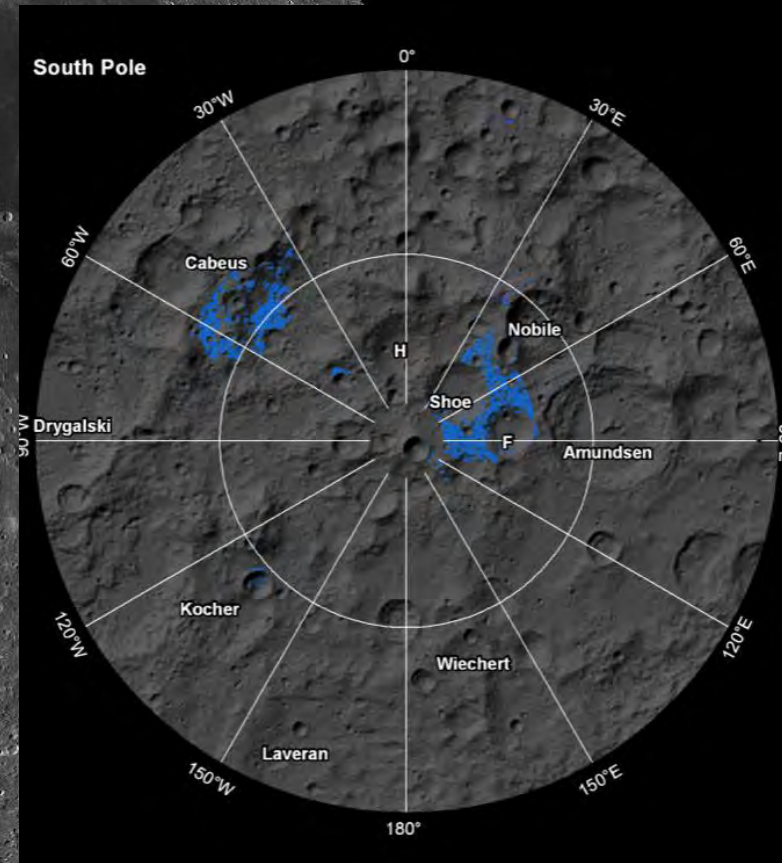 South Pole
0°
30°W
30°E
60°W
60°E
Cabeus
Nobile
H
Shoe
Drygalski
F
Amundsen
90°W
Kocher
120°W
120°E
Wiechert
Laveran
150°W
150°E
180°